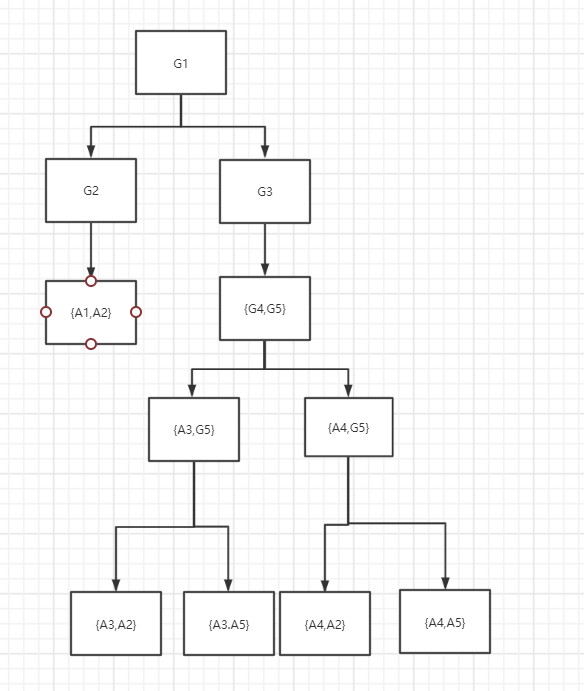 G1
G2
G3
{A1,A2}
{G4,G5}
{A3,G5}
{A4,G5}
{A3,A2}
{A3.A5}
{A4,A2}
{A4,A5}